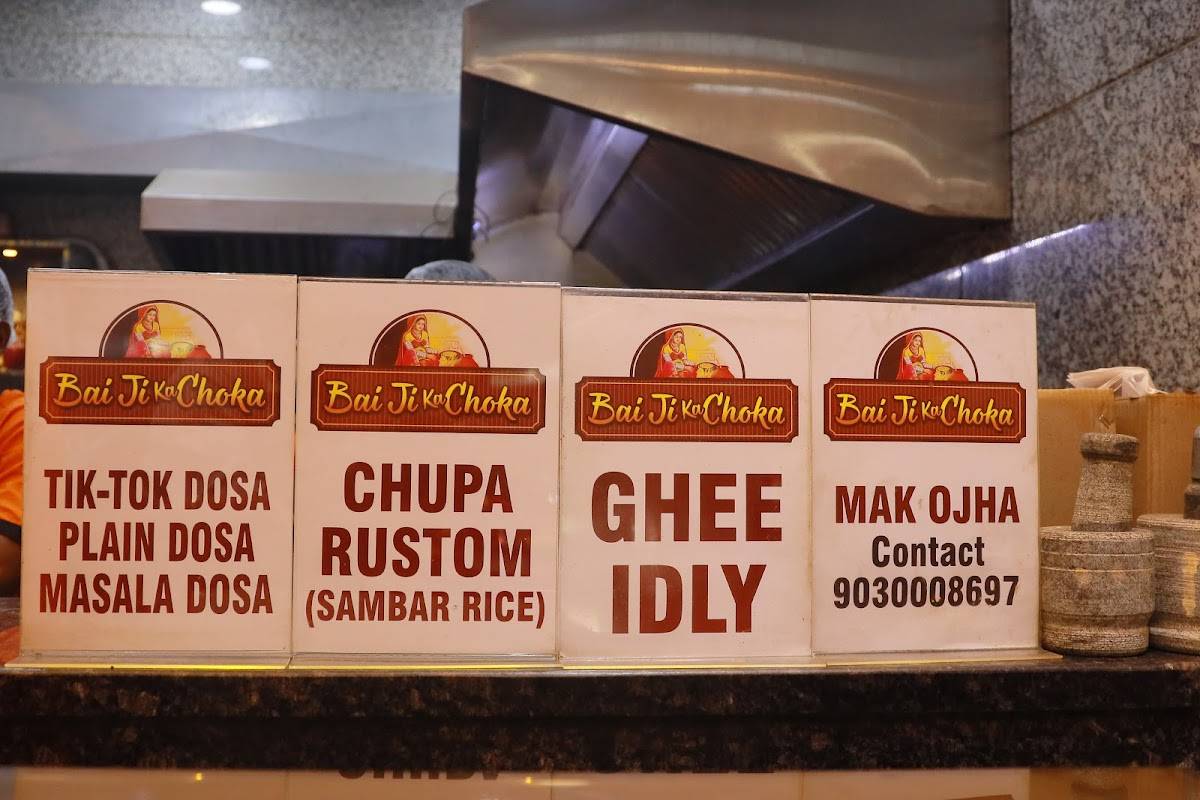 Bai Ji Ka Choka
TIK-TOK DOSA
PLAIN DOSA
MASALA DOSA
Bai Ji Ka Choka
CHUPA
RUSTOM
(SAMBAR RICE)
Bai Ji Ka Choka
GHEE
IDLY
Bai Ji Ka Choka
MAK OJHA
Contact
9030008697